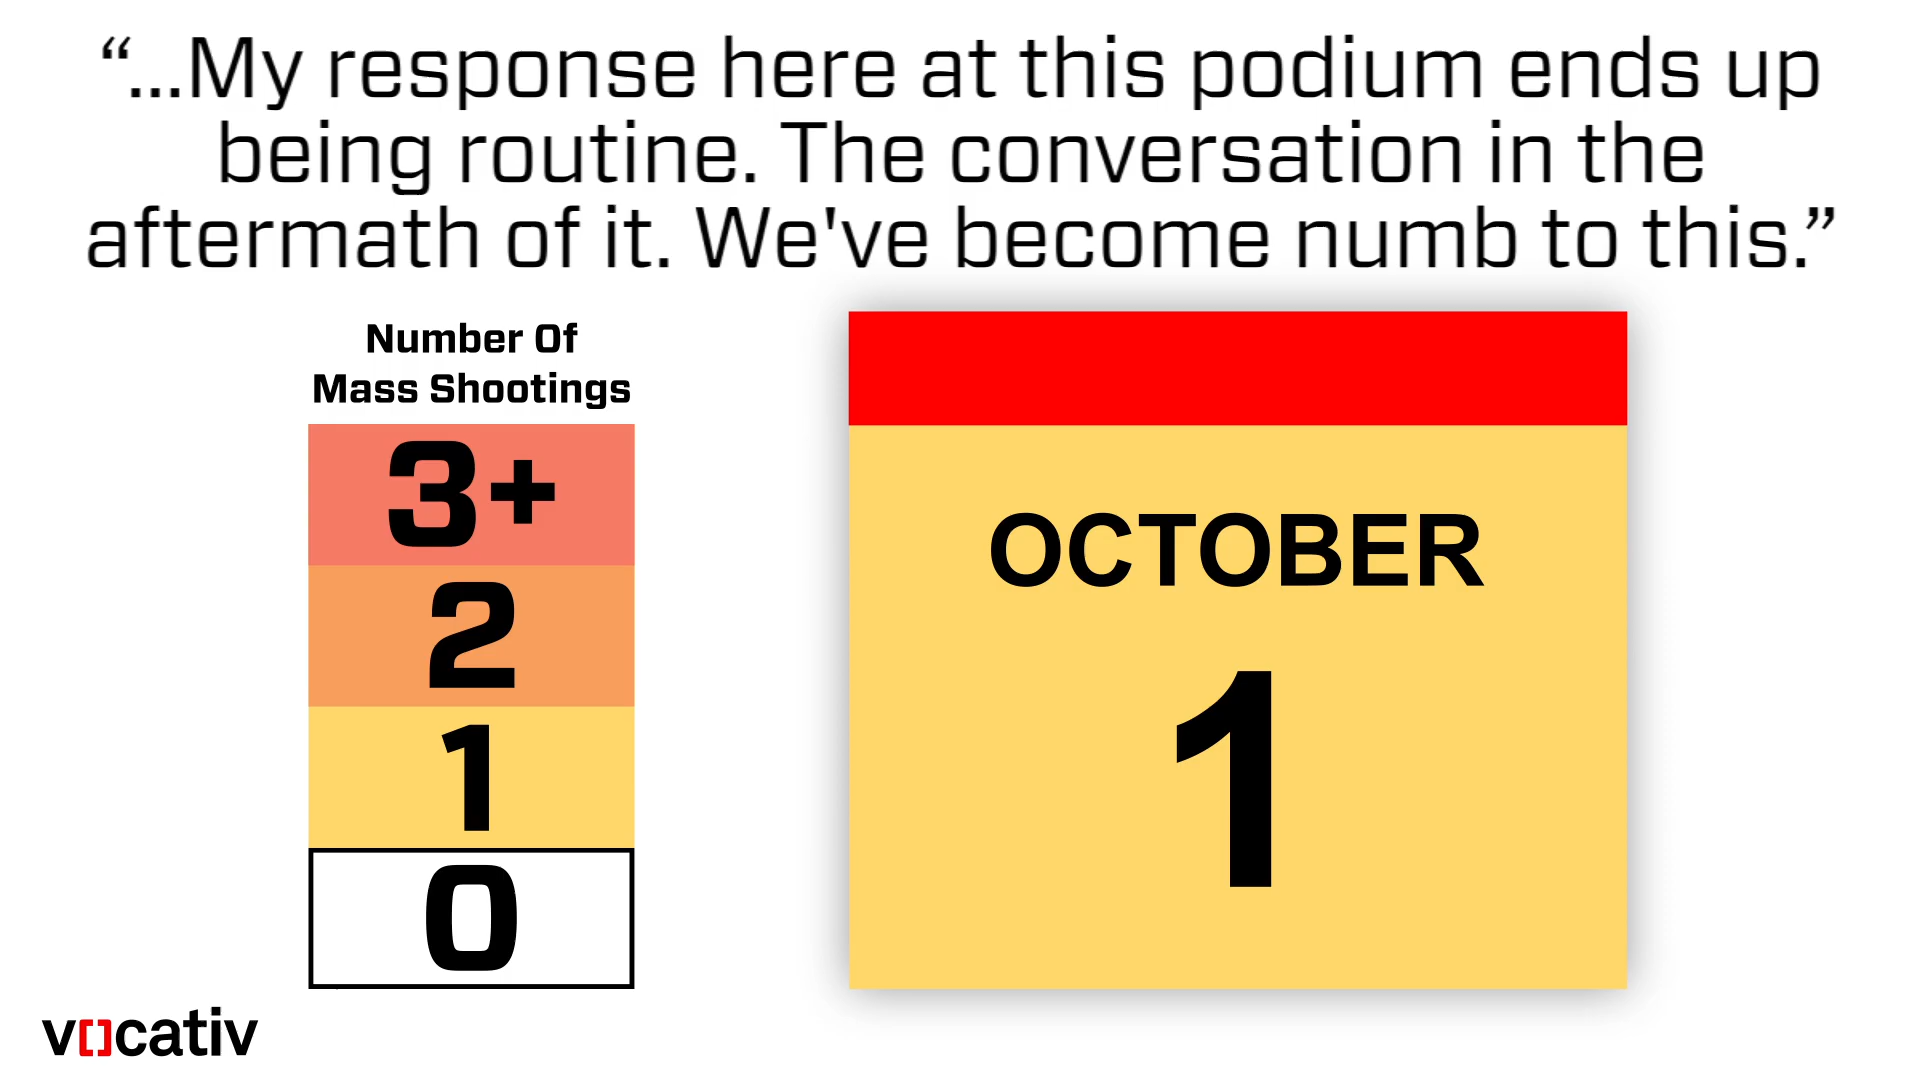 “...My response here at this podium ends up
being routine. The conversation in the
aftermath of it. We've become numb to this.”
Number Of
Mass Shootings
3+
2
1
0
OCTOBER
1
vocativ